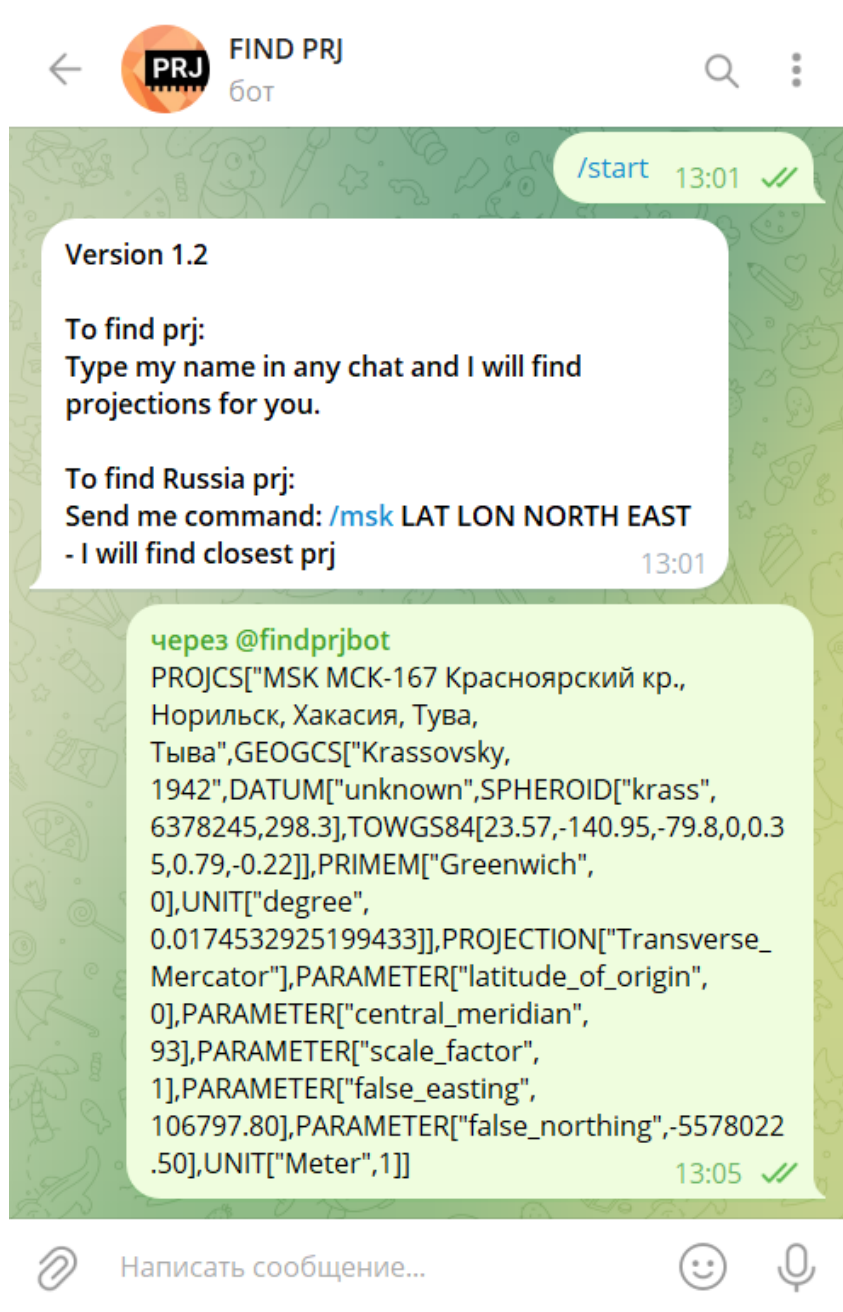 FIND PRJ
PRJ
бот
/start 13:01
Version 1.2
To find prj:
Type my name in any chat and I will find
projections for you.
To find Russia prj:
Send me command: /msk LAT LON NORTH EAST
- I will find closest prj
13:01
через @findprjbot
PROJCS["MSK МСК-167 Красноярский кр.,
Норильск, Хакасия, Тува,
Тыва",GEOGCS["Krassovsky,
1942",DATUM["unknown",SPHEROID["krass",
6378245,298.3],TOWGS84[23.57,-140.95,-79.8,0,0.3
5,0.79,-0.22]],PRIMEM["Greenwich",
0],UNIT["degree",
0.0174532925199433]],PROJECTION["Transverse_
Mercator"],PARAMETER["latitude_of_origin",
0],PARAMETER["central_meridian",
93],PARAMETER["scale_factor",
1],PARAMETER["false_easting",
106797.80],PARAMETER["false_northing",-5578022
.50],UNIT["Meter",1]]
13:05
Написать сообщение...